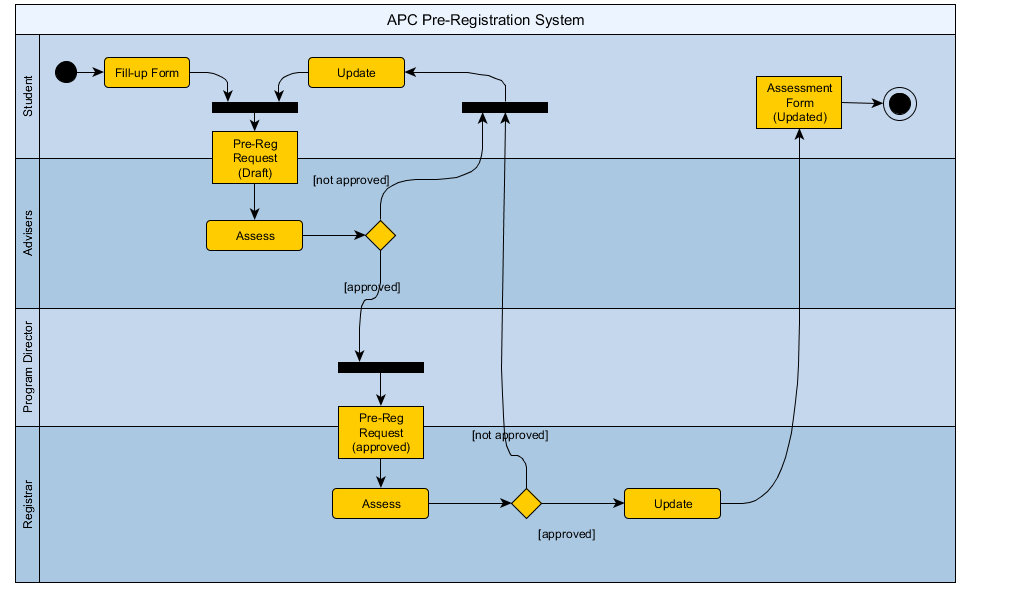 APC Pre-Registration System
Student
Fill-up Form
Update
Assessment
Form
(Updated)
Pre-Reg
Request
(Draft)
[not approved]
Advisers
Assess
[approved]
Program Director
Pre-Reg
Request
(approved)
[not approved]
Registrar
Assess
Update
[approved]